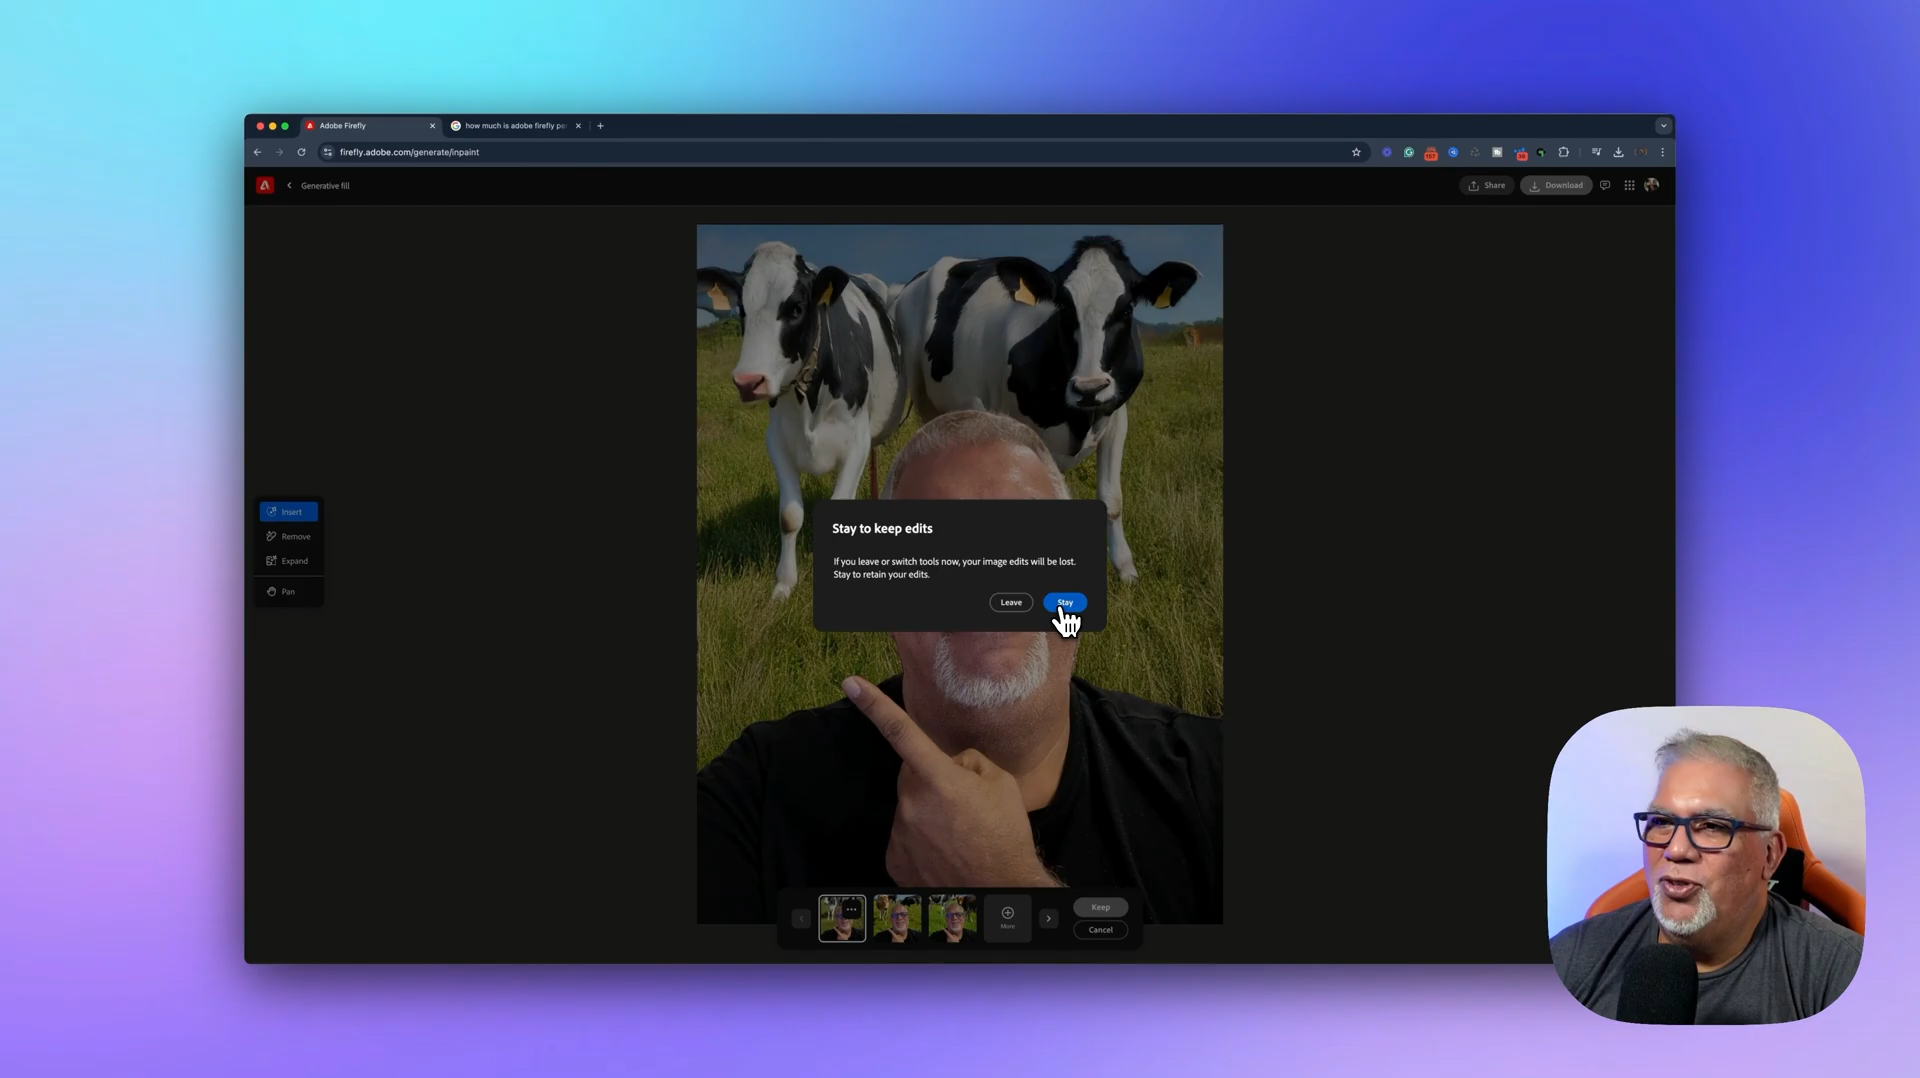 Adobe Firefly
how much is adobe firefly pe
firefly.adobe.com/generate/inpaint
157
38
Generative fill
Share
Download
Insert
Remove
Expand
Pan
Stay to keep edits
If you leave or switch tools now, your image edits will be lost.
Stay to retain your edits.
Leave
Stay
More
Keep
Cancel